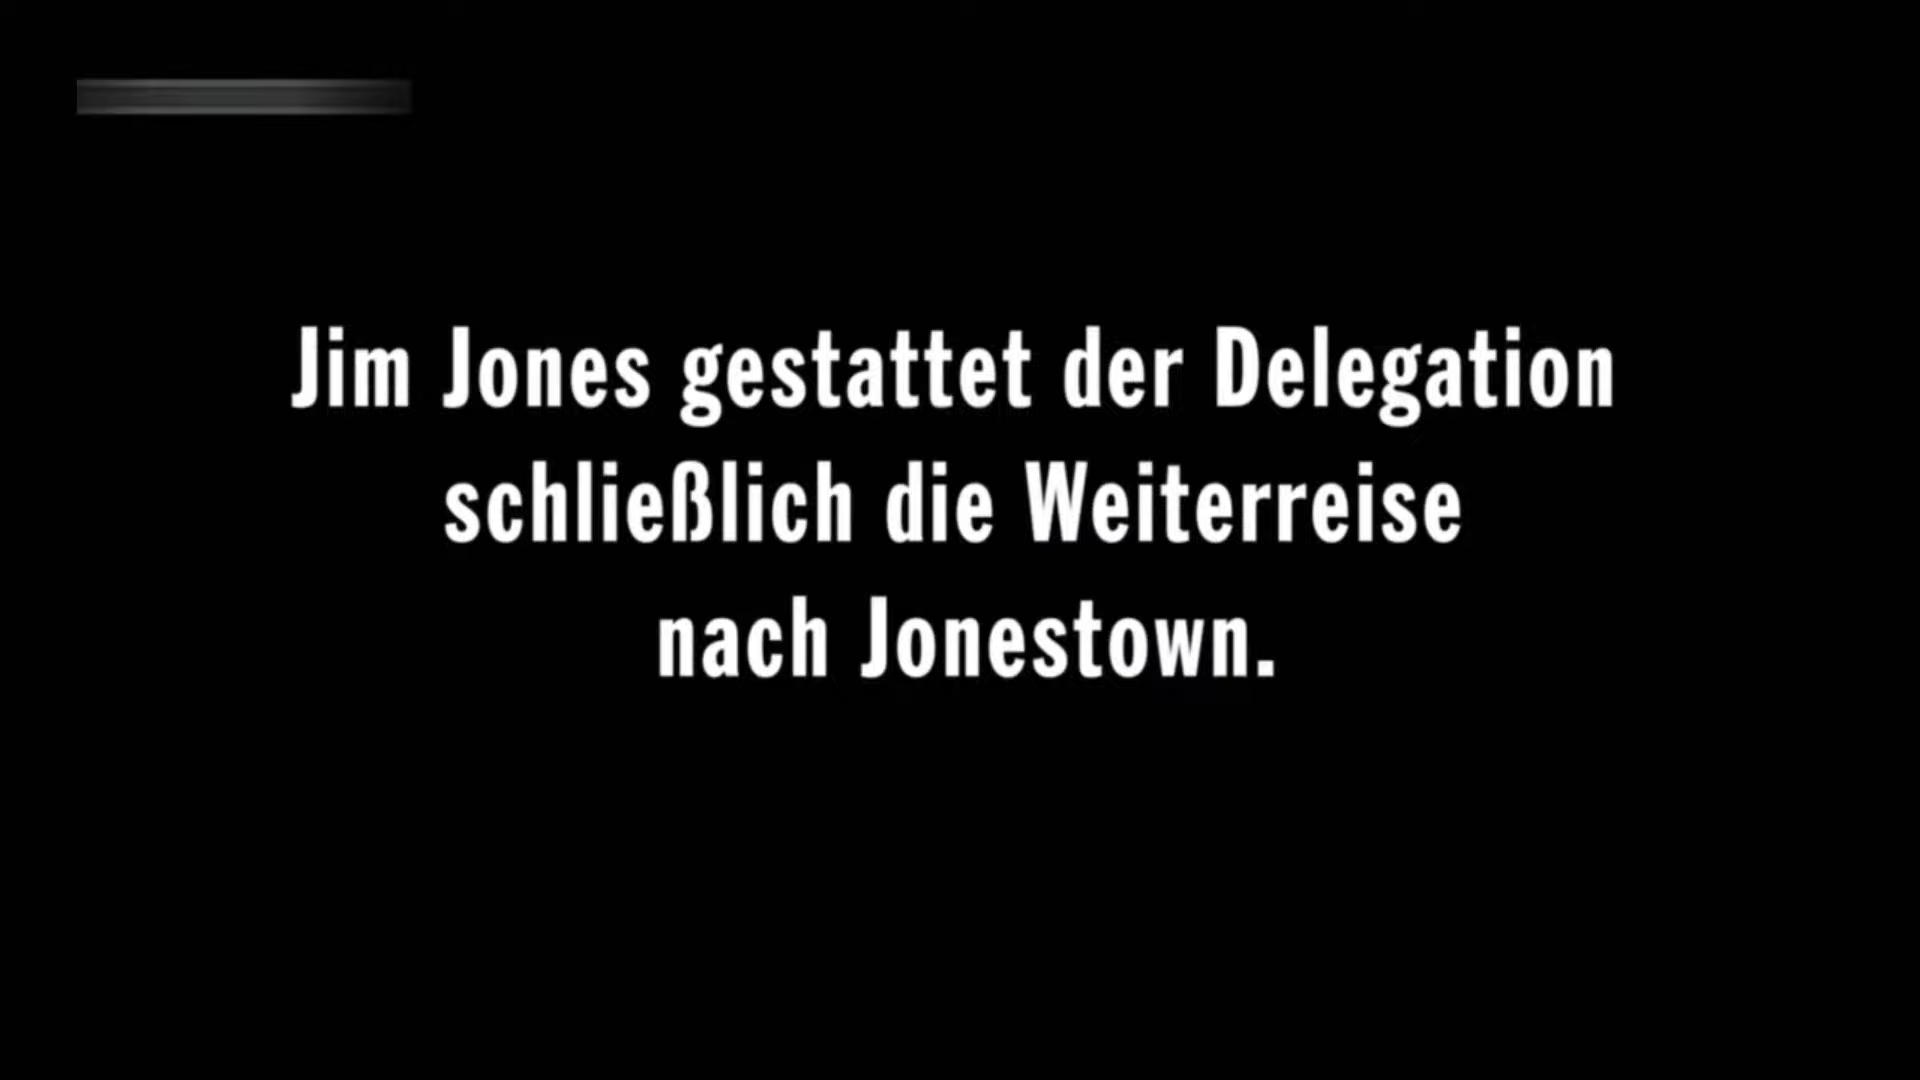 Jim Jones gestattet der Delegation
schließlich die Weiterreise
nach Jonestown.